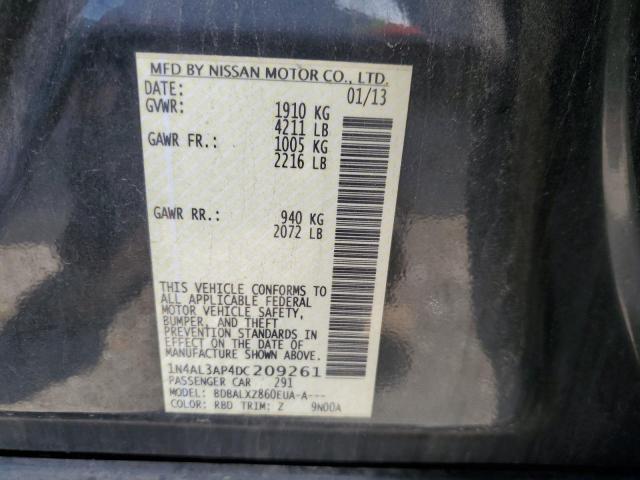 MFD BY NISSAN MOTOR CO., LTD.
DATE: 01/13
GVWR: 1910 KG
4211 LB
GAWR FR.: 1005 KG
2216 LB
GAWR RR.: 940 KG
2072 LB
THIS VEHICLE CONFORMS TO
ALL APPLICABLE FEDERAL
MOTOR VEHICLE SAFETY,
BUMPER, AND THEFT
PREVENTION STANDARDS IN
EFFECT ON THE DATE OF
MANUFACTURE SHOWN ABOVE.
1N4AL3AP4DC209261
PASSENGER CAR 291
MODEL: BDBALXZ860EUA-A---
COLOR: RBD TRIM: Z 9N00A